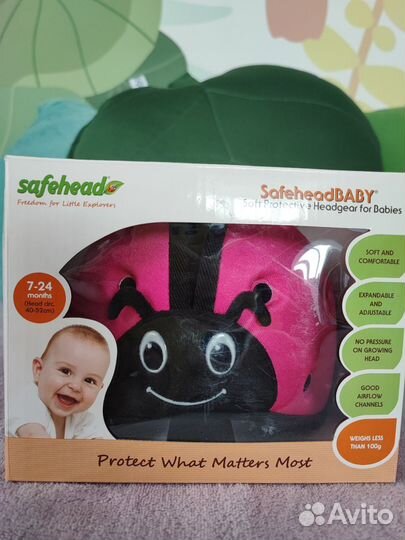 safehead
Freedom for Little Explorers
SafeheadBABY®
Soft Protective Headgear for Babies
7-24
months
(Head circ.
40-52cm)
SOFT AND
COMFORTABLE
EXPANDABLE
AND
ADJUSTABLE
NO PRESSURE
ON GROWING
HEAD
GOOD
AIRFLOW
CHANNELS
WEIGHS LESS
THAN 100g
Protect What Matters Most
Avito